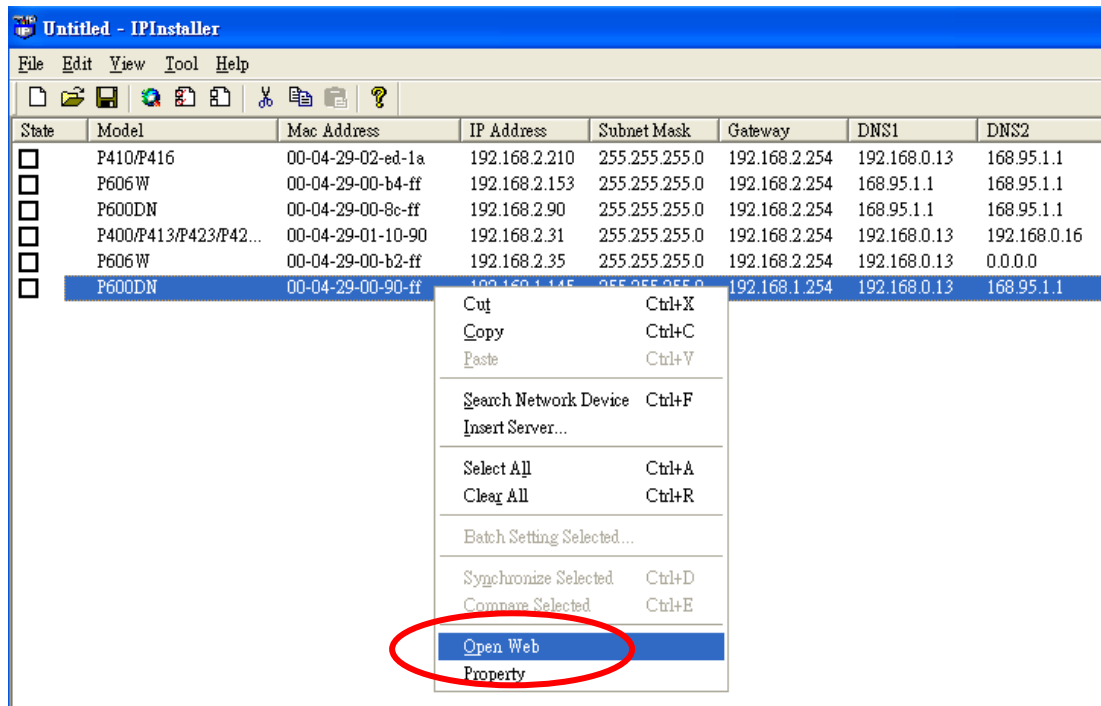 Untitled - IPInstaller
File Edit View Tool Help
State Model Mac Address IP Address Subnet Mask Gateway DNS1 DNS2
P410/P416 00-04-29-02-ed-1a 192.168.2.210 255.255.255.0 192.168.2.254 192.168.0.13 168.95.1.1
P606W 00-04-29-00-b4-ff 192.168.2.153 255.255.255.0 192.168.2.254 168.95.1.1 168.95.1.1
P600DN 00-04-29-00-8c-ff 192.168.2.90 255.255.255.0 192.168.2.254 168.95.1.1 168.95.1.1
P400/P413/P423/P42... 00-04-29-01-10-90 192.168.2.31 255.255.255.0 192.168.2.254 192.168.0.13 192.168.0.16
P606W 00-04-29-00-b2-ff 192.168.2.35 255.255.255.0 192.168.2.254 192.168.0.13 0.0.0.0
P600DN 00-04-29-00-90-ff 192.168.1.145 255.255.255.0 192.168.1.254 192.168.0.13 168.95.1.1
Cut Ctrl+X
Copy Ctrl+C
Paste Ctrl+V
Search Network Device Ctrl+F
Insert Server...
Select All Ctrl+A
Clear All Ctrl+R
Batch Setting Selected...
Synchronize Selected Ctrl+D
Compare Selected Ctrl+E
Open Web
Property